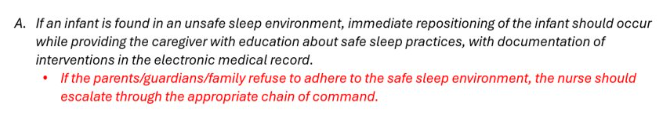 A. If an infant is found in an unsafe sleep environment, immediate repositioning of the infant should occur
while providing the caregiver with education about safe sleep practices, with documentation of
interventions in the electronic medical record.
• If the parents/guardians/family refuse to adhere to the safe sleep environment, the nurse should
escalate through the appropriate chain of command.